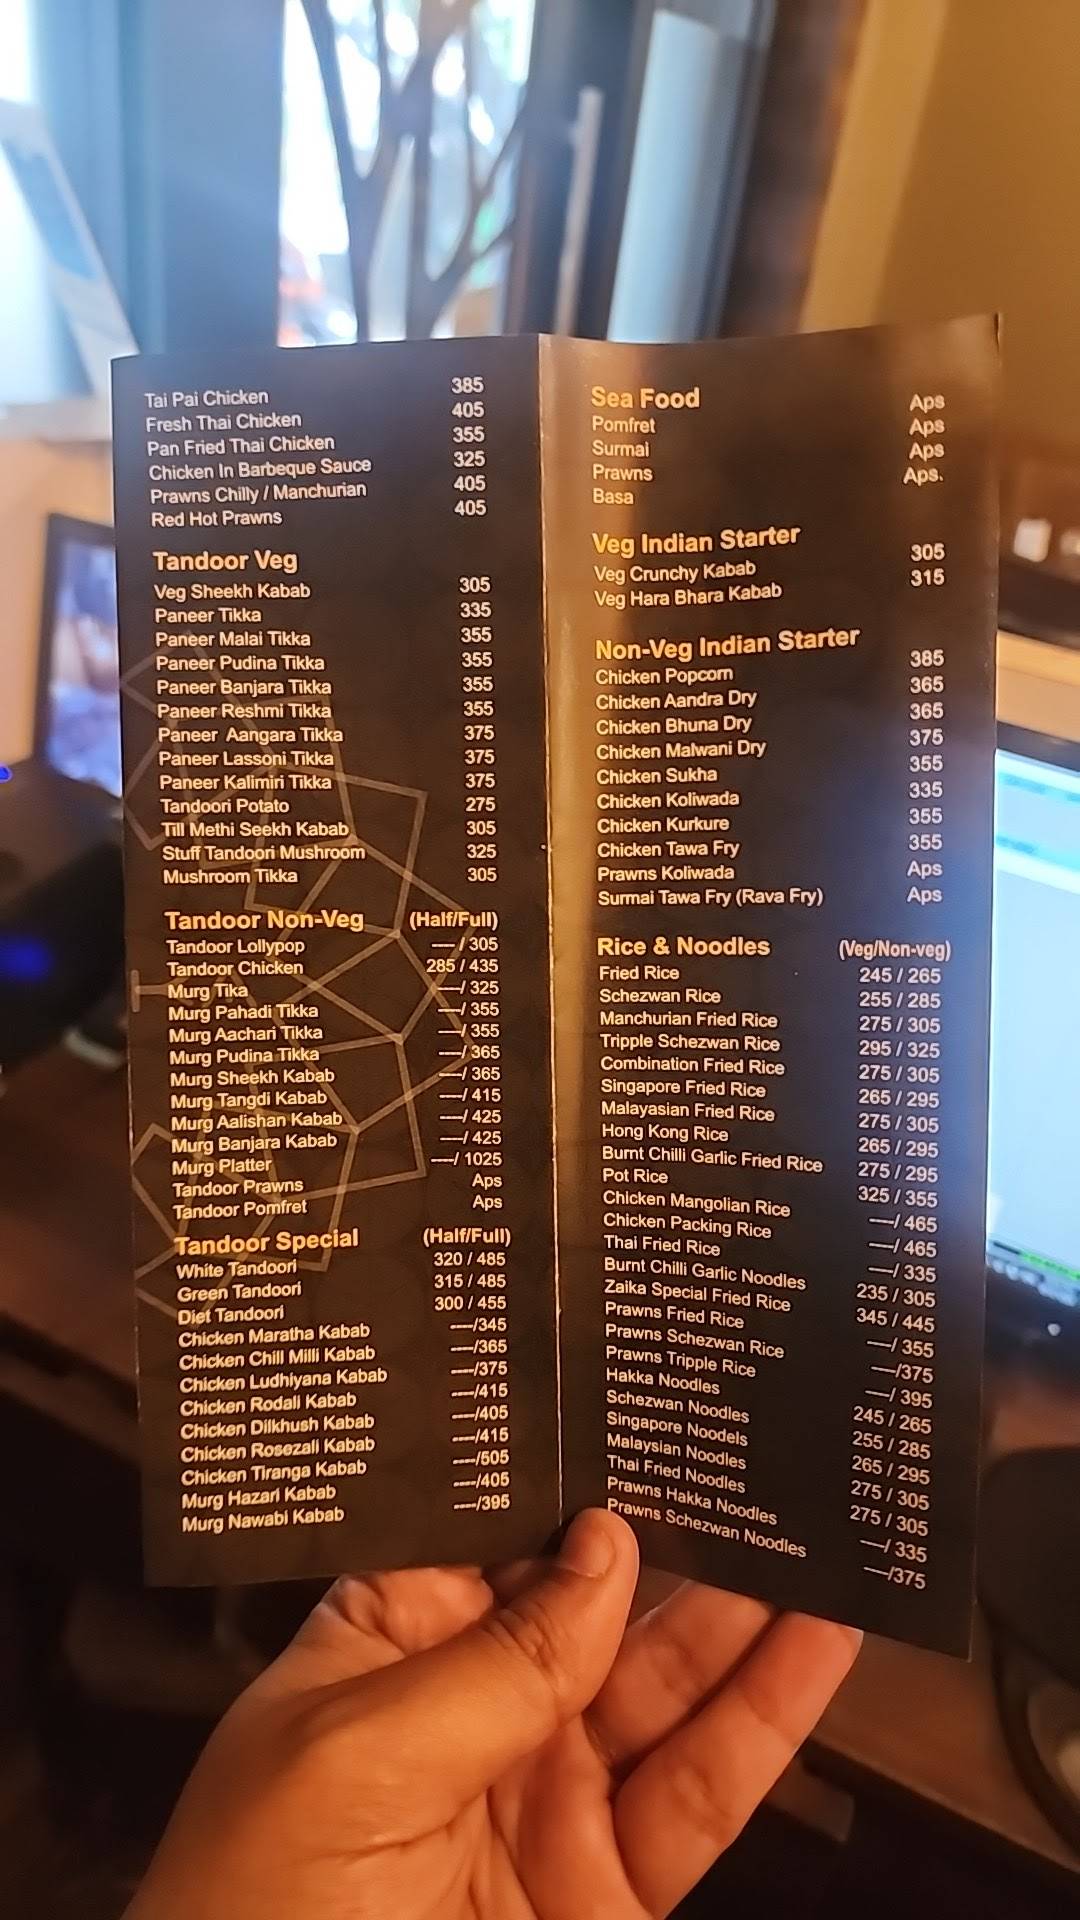 Tai Pai Chicken 385
Fresh Thai Chicken 405
Pan Fried Thai Chicken 355
Chicken In Barbeque Sauce 325
Prawns Chilly / Manchurian 405
Red Hot Prawns 405
Tandoor Veg
Veg Sheekh Kabab 305
Paneer Tikka 335
Paneer Malai Tikka 355
Paneer Pudina Tikka 355
Paneer Banjara Tikka 355
Paneer Reshmi Tikka 355
Paneer Aangara Tikka 375
Paneer Lassoni Tikka 375
Paneer Kalimiri Tikka 375
Tandoori Potato 275
Till Methi Seekh Kabab 305
Stuff Tandoori Mushroom 325
Mushroom Tikka 305
Tandoor Non-Veg (Half/Full)
Tandoor Lollypop ---- / 305
Tandoor Chicken 285 / 435
Murg Tika ----/ 325
Murg Pahadi Tikka ----/ 355
Murg Aachari Tikka ----/ 355
Murg Pudina Tikka ----/ 365
Murg Sheekh Kabab ----/ 365
Murg Tangdi Kabab ----/ 415
Murg Aalishan Kabab ----/ 425
Murg Banjara Kabab ----/ 425
Murg Platter ----/ 1025
Tandoor Prawns Aps
Tandoor Pomfret Aps
Tandoor Special (Half/Full)
White Tandoori 320 / 485
Green Tandoori 315 / 485
Diet Tandoori 300 / 455
Chicken Maratha Kabab ----/345
Chicken Chill Milli Kabab ----/365
Chicken Ludhiyana Kabab ----/375
Chicken Rodali Kabab ----/415
Chicken Dilkhush Kabab ----/405
Chicken Rosezali Kabab ----/415
Chicken Tiranga Kabab ----/505
Murg Hazari Kabab ----/405
Murg Nawabi Kabab ----/395
Sea Food
Pomfret Aps
Surmai Aps
Prawns Aps
Basa Aps.
Veg Indian Starter
Veg Crunchy Kabab 305
Veg Hara Bhara Kabab 315
Non-Veg Indian Starter
Chicken Popcorn 385
Chicken Aandra Dry 365
Chicken Bhuna Dry 365
Chicken Malwani Dry 375
Chicken Sukha 355
Chicken Koliwada 335
Chicken Kurkure 355
Chicken Tawa Fry 355
Prawns Koliwada Aps
Surmai Tawa Fry (Rava Fry) Aps
Rice & Noodles (Veg/Non-veg)
Fried Rice 245 / 265
Schezwan Rice 255 / 285
Manchurian Fried Rice 275 / 305
Tripple Schezwan Rice 295 / 325
Combination Fried Rice 275 / 305
Singapore Fried Rice 265 / 295
Malayasian Fried Rice 275 / 305
Hong Kong Rice 265 / 295
Burnt Chilli Garlic Fried Rice 275 / 295
Pot Rice 325 / 355
Chicken Mangolian Rice ----/ 465
Chicken Packing Rice ----/ 465
Thai Fried Rice ----/ 335
Burnt Chilli Garlic Noodles 235 / 305
Zaika Special Fried Rice 345 / 445
Prawns Fried Rice ----/ 355
Prawns Schezwan Rice ----/375
Prawns Tripple Rice ----/ 395
Hakka Noodles 245 / 265
Schezwan Noodles 255 / 285
Singapore Noodels 265 / 295
Malaysian Noodles 275 / 305
Thai Fried Noodles 275 / 305
Prawns Hakka Noodles ----/ 335
Prawns Schezwan Noodles ----/375